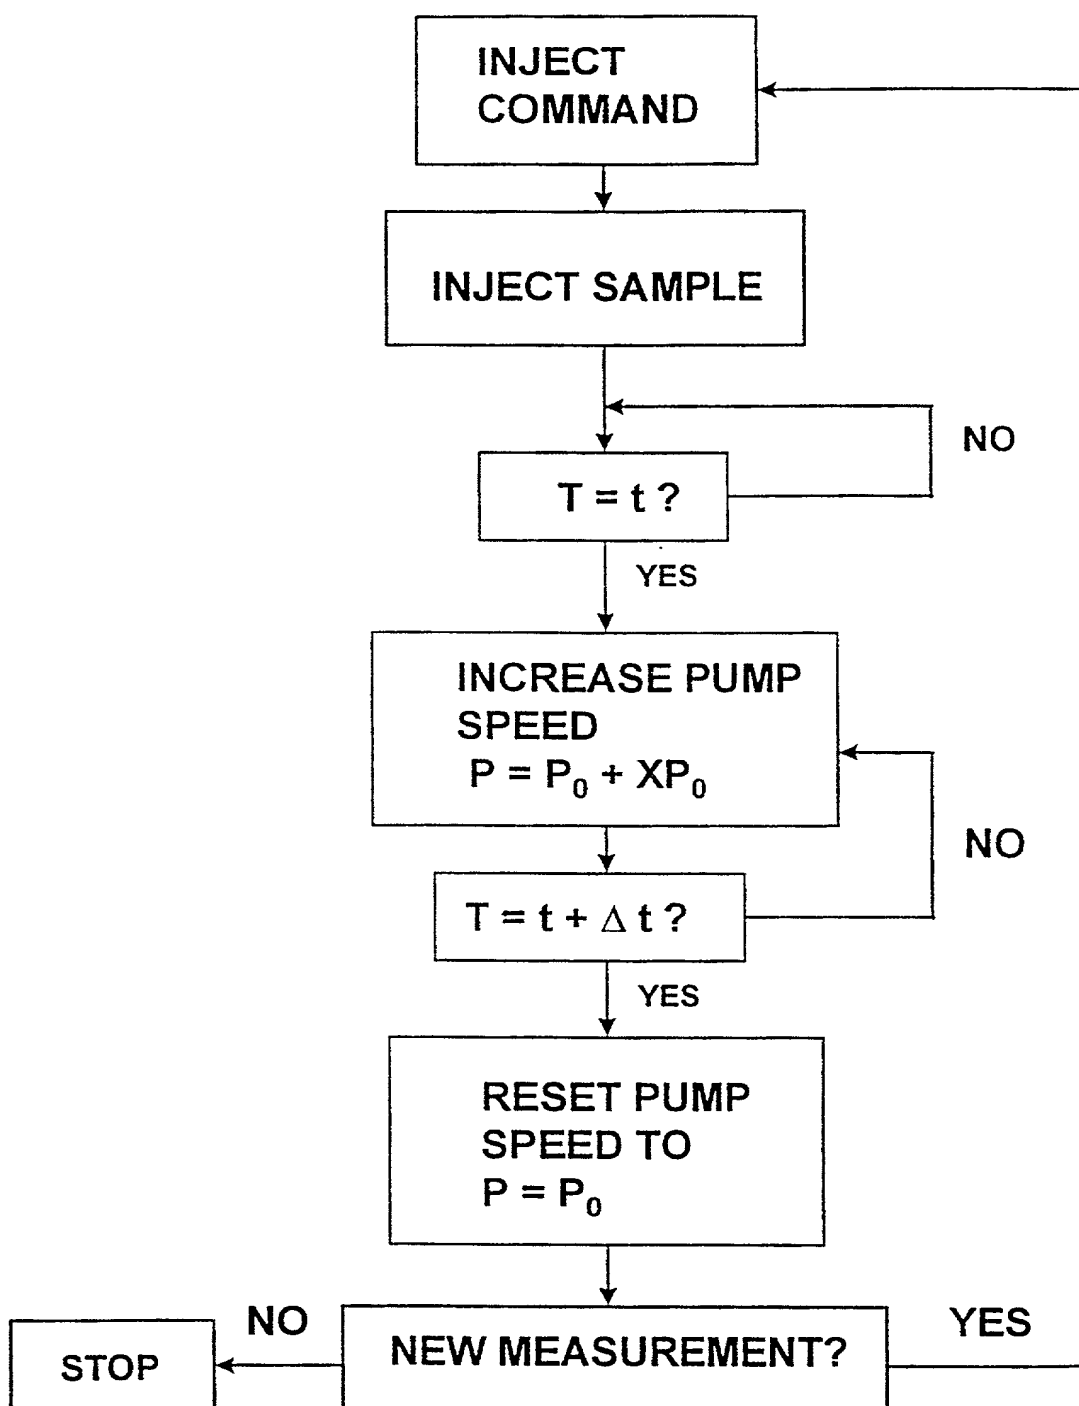 INJECT
COMMAND
INJECT SAMPLE
NO
T = t ?
YES
INCREASE PUMP
SPEED
P = P₀ + XP₀
NO
T = t + Δ t ?
YES
RESET PUMP
SPEED TO
P = P₀
NO
YES
NEW MEASUREMENT?
STOP